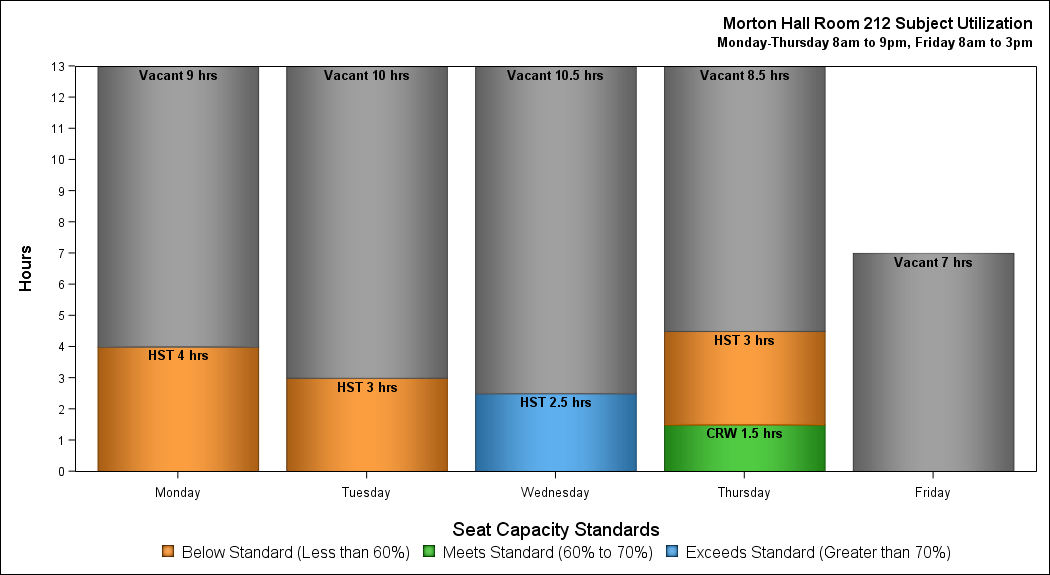 Morton Hall Room 212 Subject Utilization
Monday-Thursday 8am to 9pm, Friday 8am to 3pm
Hours
13
12
11
10
9
8
7
6
5
4
3
2
1
0
Vacant 9 hrs
HST 4 hrs
Vacant 10 hrs
HST 3 hrs
Vacant 10.5 hrs
HST 2.5 hrs
Vacant 8.5 hrs
HST 3 hrs
CRW 1.5 hrs
Vacant 7 hrs
Monday Tuesday Wednesday Thursday Friday
Seat Capacity Standards
Below Standard (Less than 60%) Meets Standard (60% to 70%) Exceeds Standard (Greater than 70%)